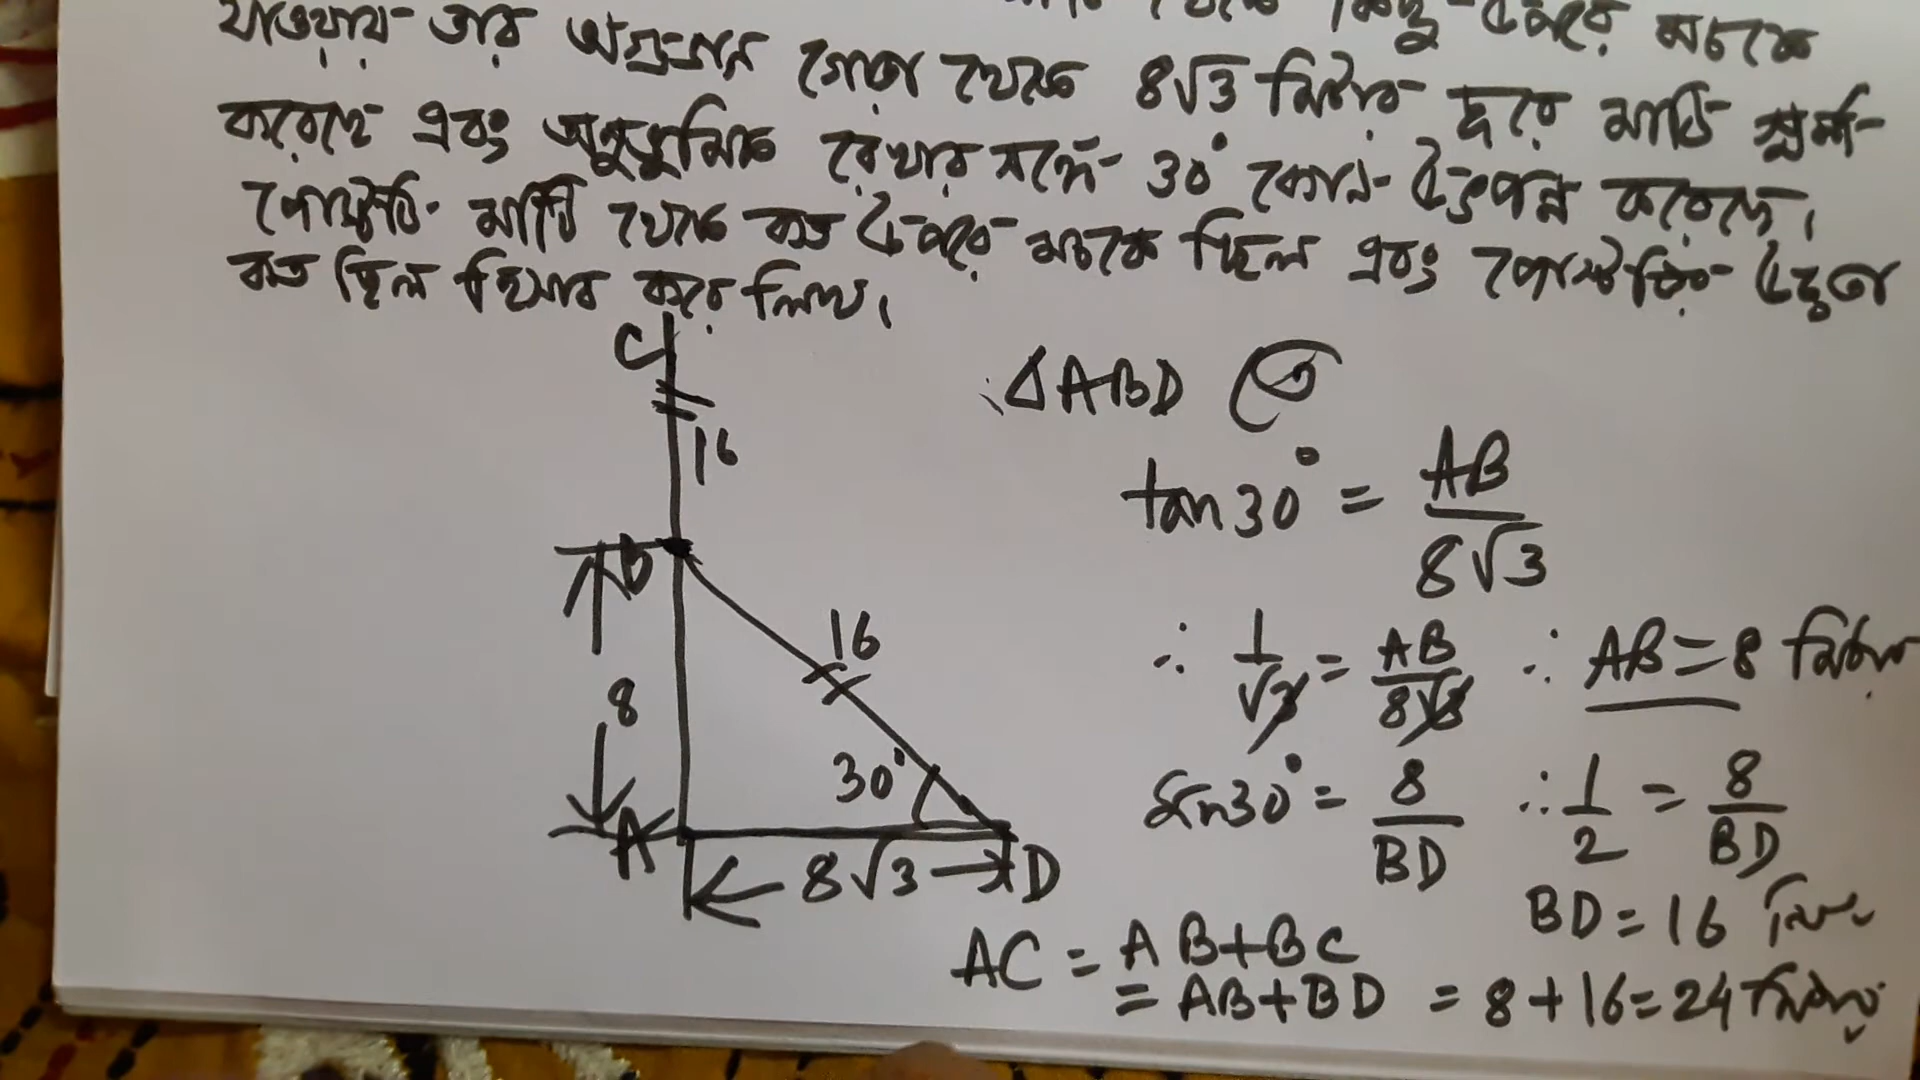 থেকে কিছু উপরে মচকে
যাওয়ায় তার অগ্রভাগ গোড়া থেকে 8√3 মিটার দূরে মাটি স্পর্শ
করেছে এবং অনুভূমিক রেখার সঙ্গে 30° কোন উৎপন্ন করেছে।
পোস্টটি মাটি থেকে কত উপরে মচকে ছিল এবং পোস্টটির উচ্চতা
কত ছিল হিসাব করে লিখ।
C
16
∴ΔABD তে
tan30° = AB/8√3
B
16
∴ 1/√3 = AB/8√3 ∴ AB = 8 মিটার
8
30°
Sin30° = 8/BD ∴ 1/2 = 8/BD
A
8√3
D
BD = 16 মিঃ
AC = AB+BC
= AB+BD = 8+16=24 মিটার